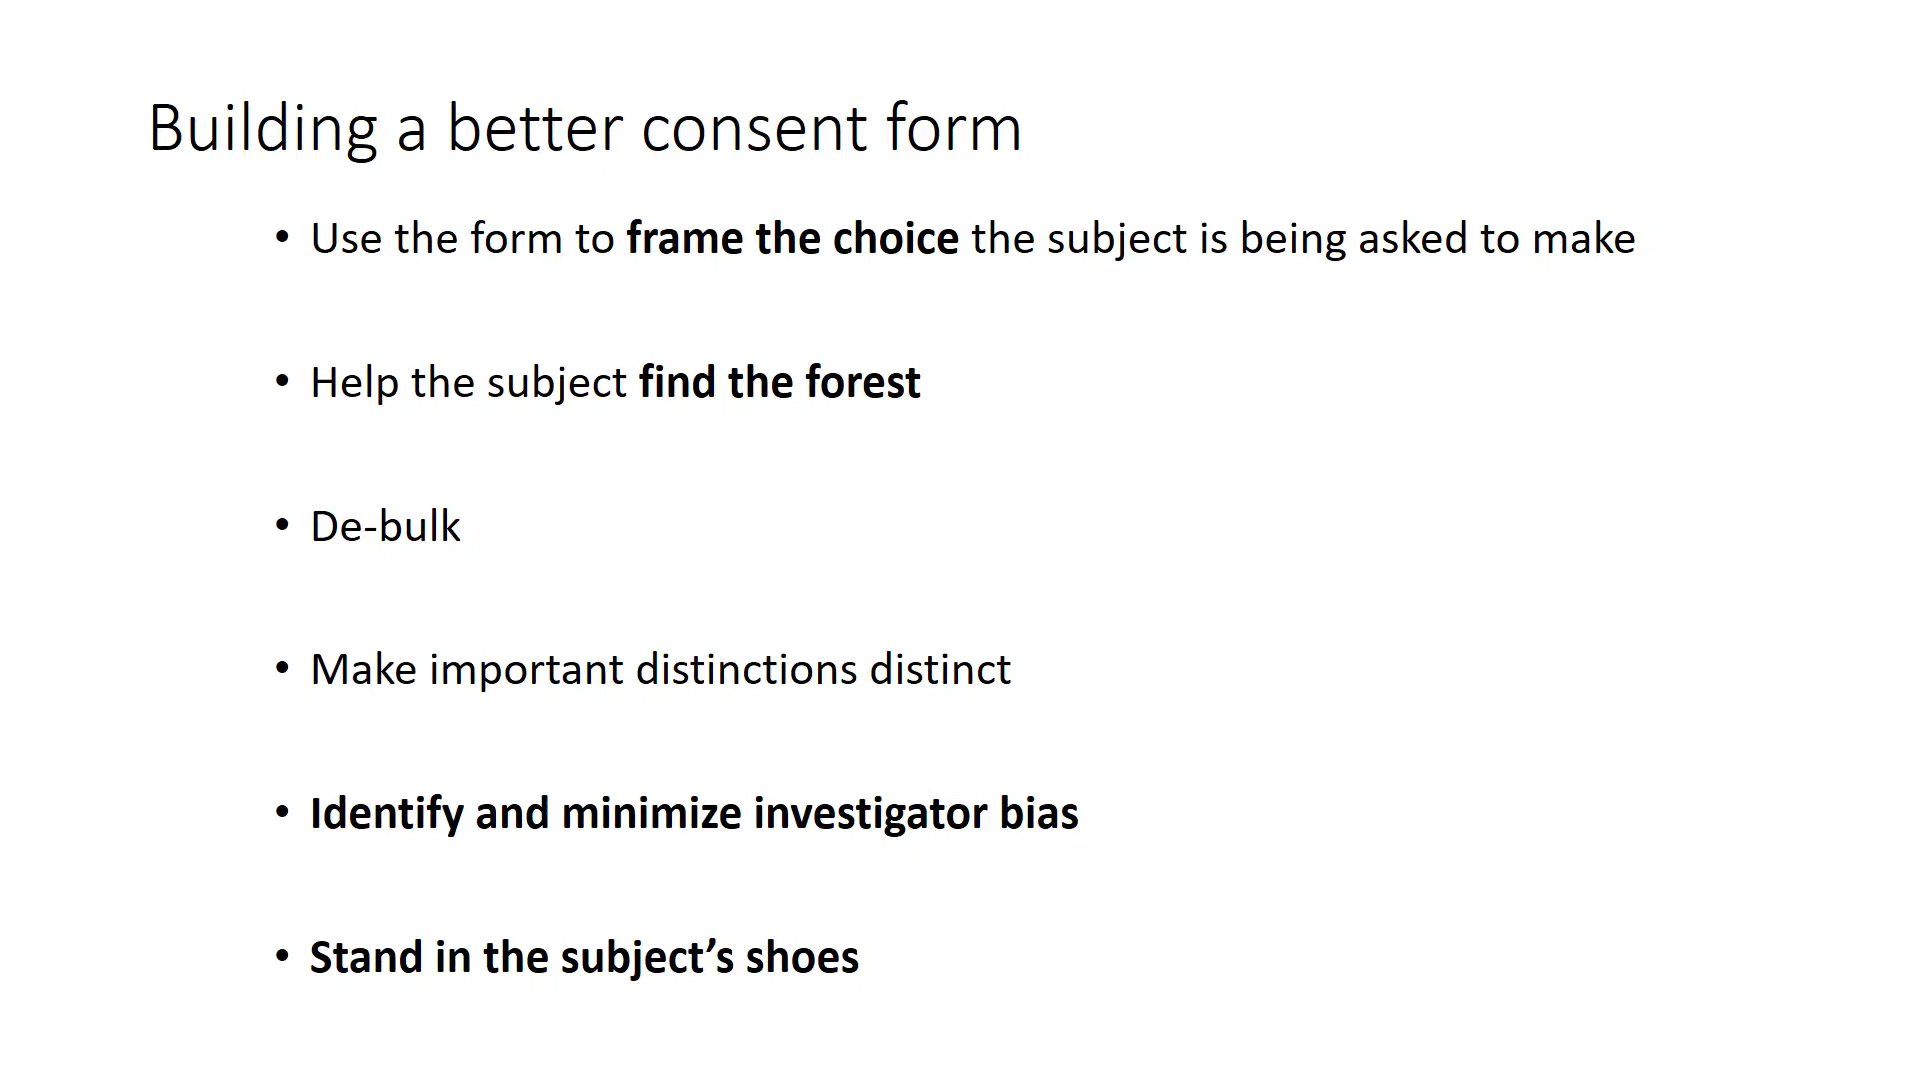 Building a better consent form
• Use the form to frame the choice the subject is being asked to make
• Help the subject find the forest
• De-bulk
• Make important distinctions distinct
• Identify and minimize investigator bias
• Stand in the subject’s shoes